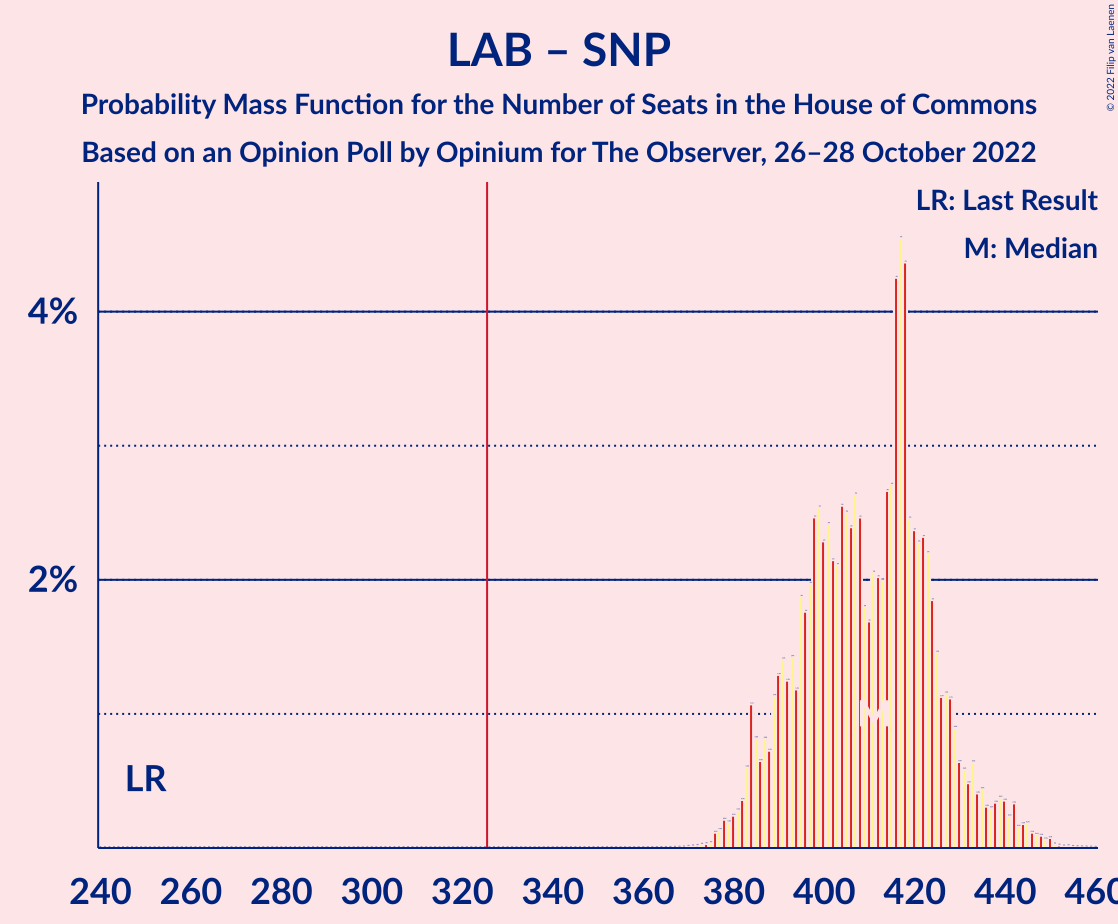 LAB – SNP
Probability Mass Function for the Number of Seats in the House of Commons
Based on an Opinion Poll by Opinium for The Observer, 26–28 October 2022
© 2022 Filip van Laenen
LR: Last Result
M: Median
4%
2%
M
LR
240 260 280 300 320 340 360 380 400 420 440 460